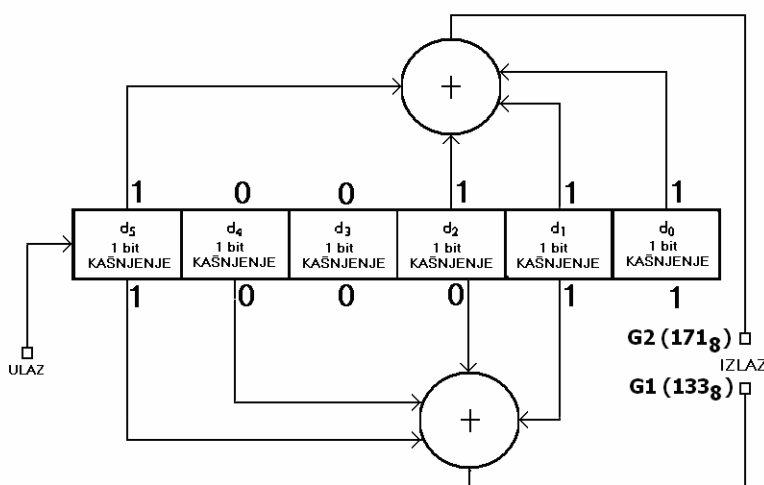 +
1 0 0 1 1 1
d5 d4 d3 d2 d1 d0
1 bit 1 bit 1 bit 1 bit 1 bit 1 bit
KAŠNJENJE KAŠNJENJE KAŠNJENJE KAŠNJENJE KAŠNJENJE KAŠNJENJE
1 0 0 0 1 1
G2 (171₈)
ULAZ
IZLAZ
G1 (133₈)
+